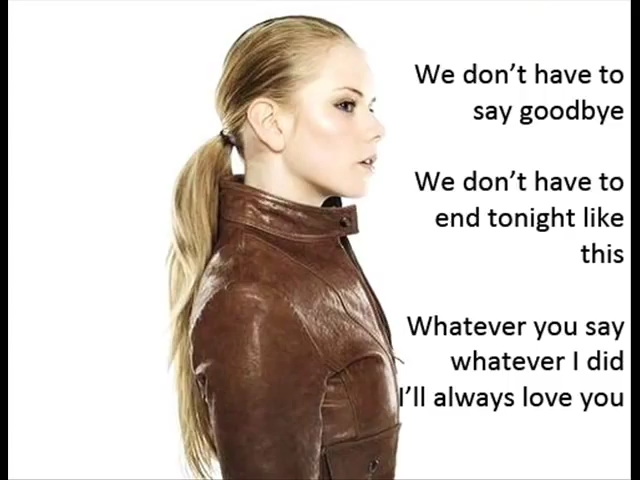 We don’t have to
say goodbye
We don’t have to
end tonight like
this
Whatever you say
whatever I did
I’ll always love you